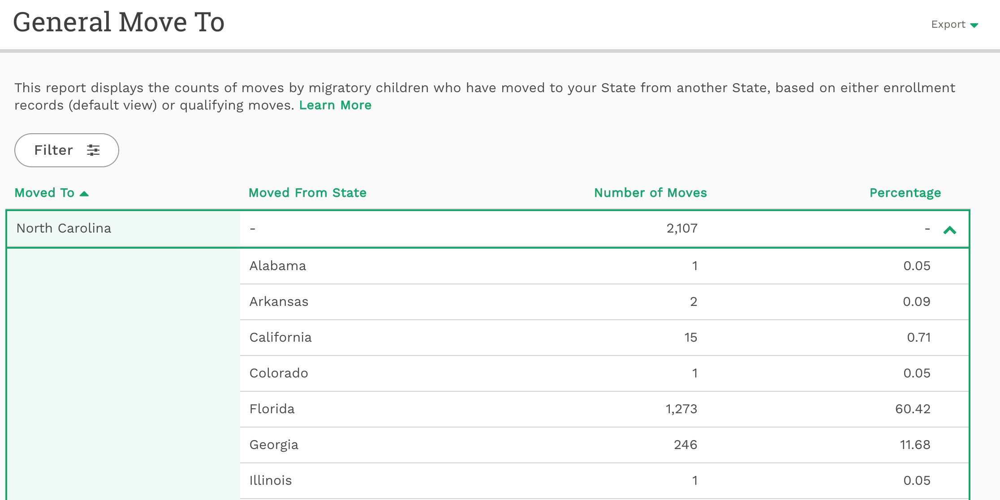 General Move To
Export
This report displays the counts of moves by migratory children who have moved to your State from another State, based on either enrollment
records (default view) or qualifying moves. Learn More
Filter
Moved To Moved From State Number of Moves Percentage
North Carolina - 2,107 -
Alabama 1 0.05
Arkansas 2 0.09
California 15 0.71
Colorado 1 0.05
Florida 1,273 60.42
Georgia 246 11.68
Illinois 1 0.05